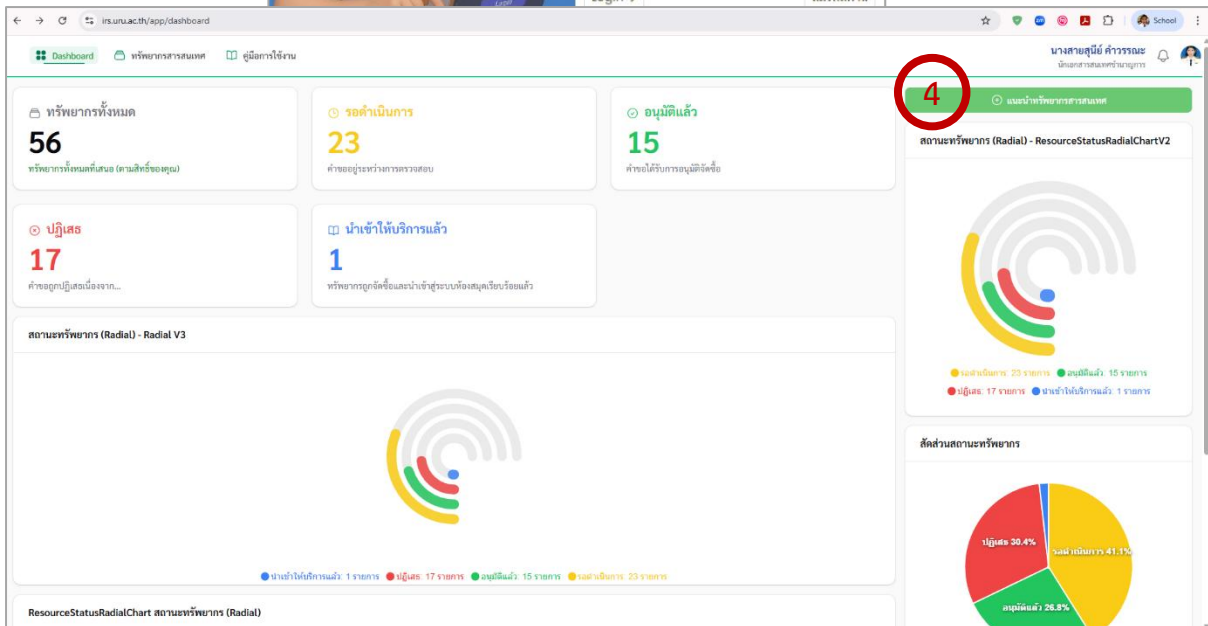 irs.uru.ac.th/app/dashboard
School
Dashboard
ทรัพยากรสารสนเทศ
คู่มือการใช้งาน
นางสายสุนีย์ คำวรรณะ
นักเอกสารสนเทศชำนาญการ
ทรัพยากรทั้งหมด
56
ทรัพยากรทั้งหมดที่เสนอ (ตามสิทธิ์ของคุณ)
รอดำเนินการ
23
คำขออยู่ระหว่างการตรวจสอบ
อนุมัติแล้ว
15
คำขอได้รับการอนุมัติจัดซื้อ
4
แนะนำทรัพยากรสารสนเทศ
ปฏิเสธ
17
คำขอถูกปฏิเสธเนื่องจาก...
นำเข้าให้บริการแล้ว
1
ทรัพยากรถูกจัดซื้อและนำเข้าสู่ระบบห้องสมุดเรียบร้อยแล้ว
สถานะทรัพยากร (Radial) - ResourceStatusRadialChartV2
รอดำเนินการ: 23 รายการ อนุมัติแล้ว: 15 รายการ
ปฏิเสธ: 17 รายการ นำเข้าให้บริการแล้ว: 1 รายการ
สถานะทรัพยากร (Radial) - Radial V3
นำเข้าให้บริการแล้ว: 1 รายการ ปฏิเสธ: 17 รายการ อนุมัติแล้ว: 15 รายการ รอดำเนินการ: 23 รายการ
สัดส่วนสถานะทรัพยากร
ปฏิเสธ 30.4%
รอดำเนินการ 41.1%
อนุมัติแล้ว 26.8%
ResourceStatusRadialChart สถานะทรัพยากร (Radial)